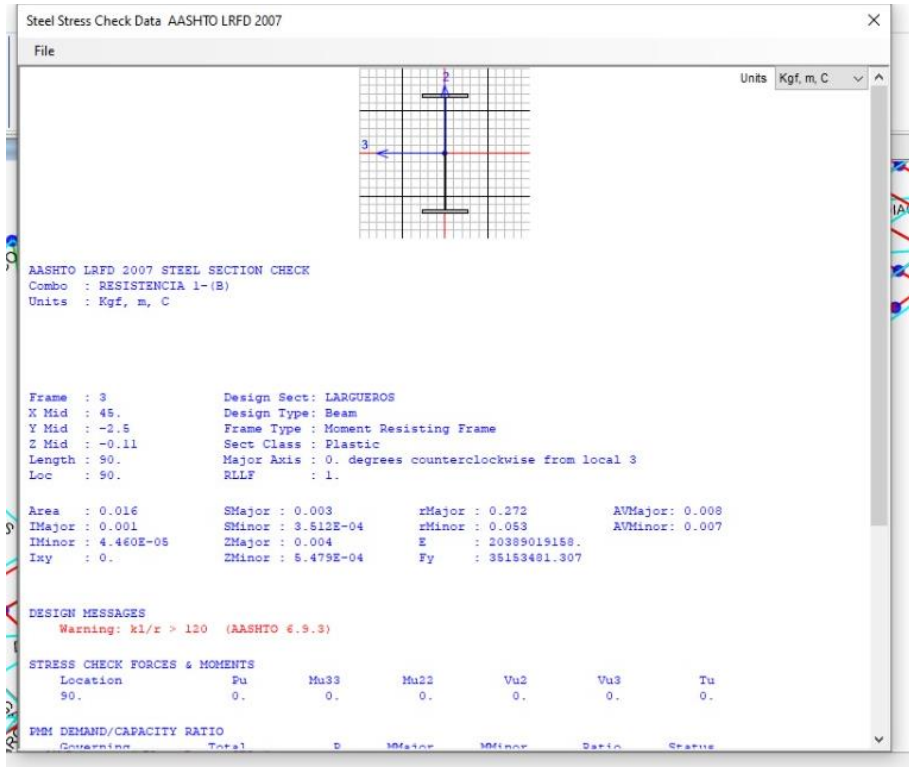 Steel Stress Check Data AASHTO LRFD 2007
File
Units Kgf, m, C
2
3
AASHTO LRFD 2007 STEEL SECTION CHECK
Combo : RESISTENCIA 1-(B)
Units : Kgf, m, C
Frame : 3 Design Sect: LARGUEROS
X Mid : 45. Design Type: Beam
Y Mid : -2.5 Frame Type : Moment Resisting Frame
Z Mid : -0.11 Sect Class : Plastic
Length : 90. Major Axis : 0. degrees counterclockwise from local 3
Loc : 90. RLLF : 1.
Area : 0.016 SMajor : 0.003 rMajor : 0.272 AVMajor: 0.008
IMajor : 0.001 SMinor : 3.512E-04 rMinor : 0.053 AVMinor: 0.007
IMinor : 4.460E-05 ZMajor : 0.004 E : 20389019158.
Ixy : 0. ZMinor : 5.479E-04 Fy : 35153481.307
DESIGN MESSAGES
Warning: kl/r > 120 (AASHTO 6.9.3)
STRESS CHECK FORCES & MOMENTS
Location Pu Mu33 Mu22 Vu2 Vu3 Tu
90. 0. 0. 0. 0. 0. 0.
PMM DEMAND/CAPACITY RATIO
Governing Total P MMajor MMinor Ratio Status